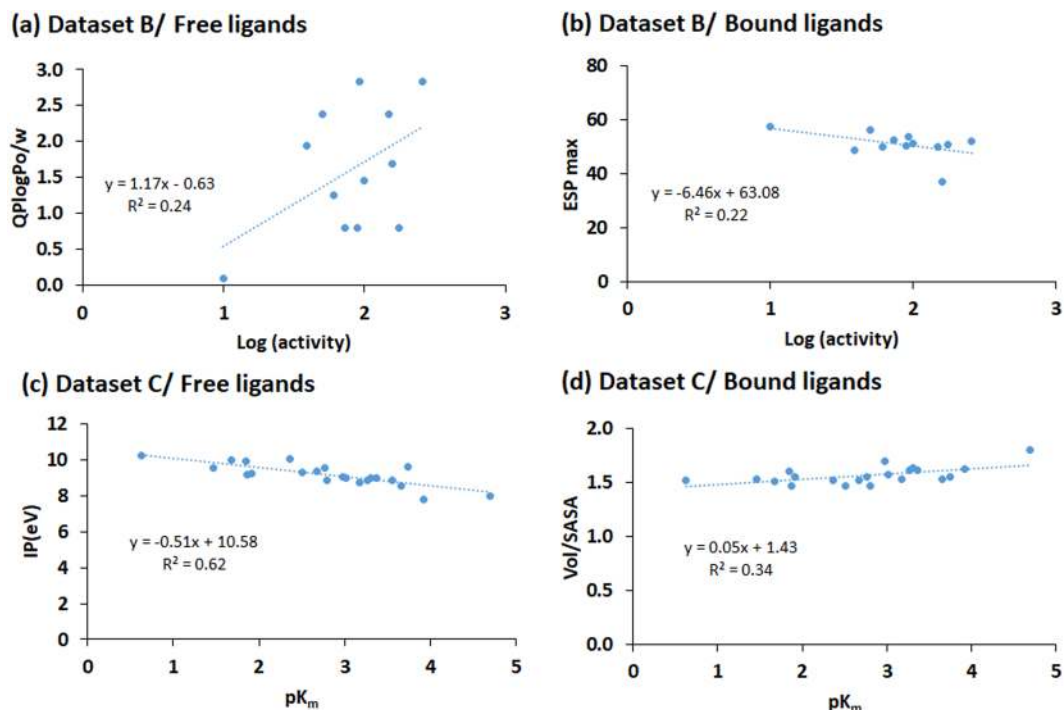 (a) Dataset B/ Free ligands
3.0
2.5
2.0
1.5
1.0
0.5
0.0
QPlogPo/w
y = 1.17x - 0.63
R² = 0.24
0 1 2 3
Log (activity)
(b) Dataset B/ Bound ligands
80
60
40
20
0
ESP max
y = -6.46x + 63.08
R² = 0.22
0 1 2 3
Log (activity)
(c) Dataset C/ Free ligands
12
10
8
6
4
2
0
IP(eV)
y = -0.51x + 10.58
R² = 0.62
0 1 2 3 4 5
pKₘ
(d) Dataset C/ Bound ligands
2.0
1.5
1.0
0.5
0.0
Vol/SASA
y = 0.05x + 1.43
R² = 0.34
0 1 2 3 4 5
pKₘ